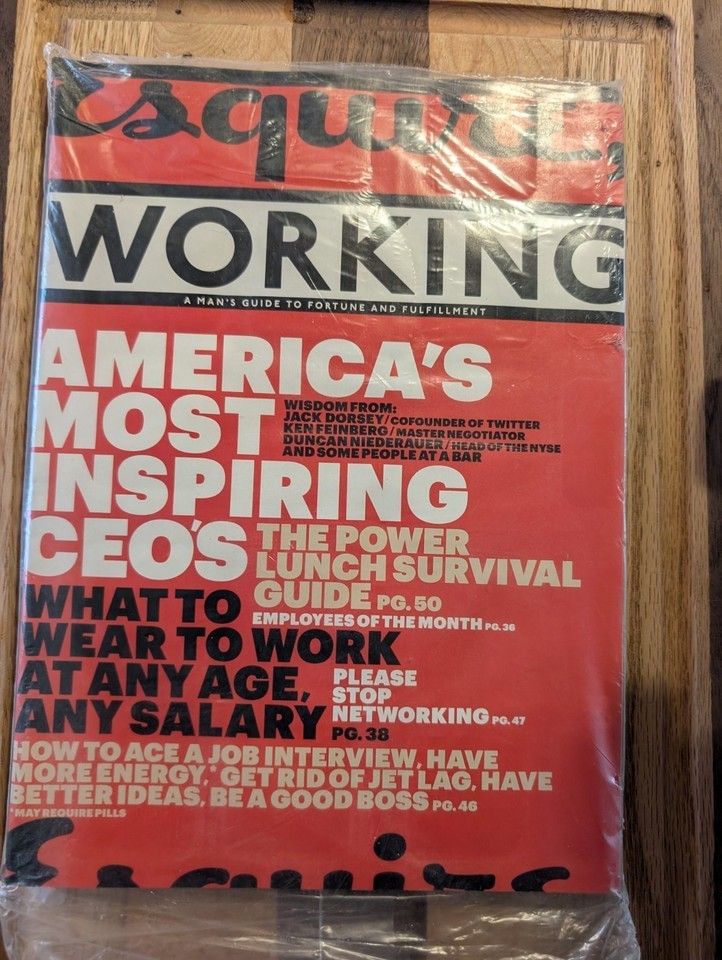 Esquire
WORKING
A MAN'S GUIDE TO FORTUNE AND FULFILLMENT
AMERICA'S
MOST
INSPIRING
CEO'S
WISDOM FROM:
JACK DORSEY/COFOUNDER OF TWITTER
KEN FEINBERG/MASTER NEGOTIATOR
DUNCAN NIEDERAUER/HEAD OF THE NYSE
AND SOME PEOPLE AT A BAR
THE POWER
LUNCH SURVIVAL
GUIDE PG. 50
EMPLOYEES OF THE MONTH PG. 36
WHAT TO
WEAR TO WORK
AT ANY AGE,
ANY SALARY
PG. 38
PLEASE
STOP
NETWORKING PG. 47
HOW TO ACE A JOB INTERVIEW, HAVE
MORE ENERGY,* GET RID OF JET LAG, HAVE
BETTER IDEAS, BE A GOOD BOSS PG. 46
*MAY REQUIRE PILLS
Esquire